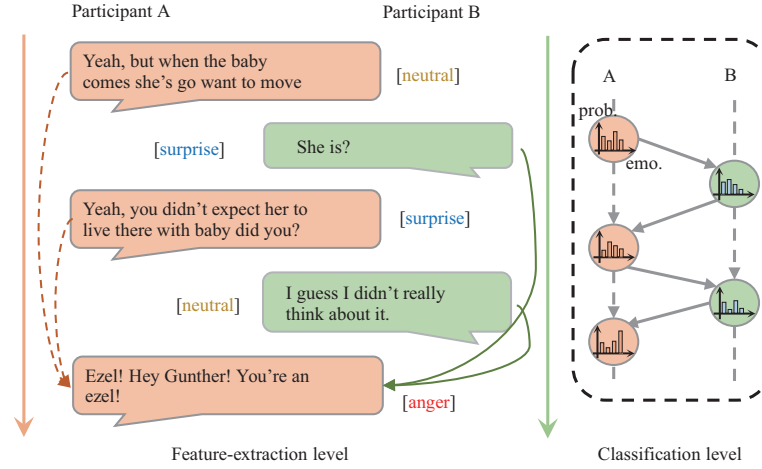 Participant A
Participant B
Yeah, but when the baby
comes she's go want to move
[neutral]
[surprise]
She is?
Yeah, you didn't expect her to
live there with baby did you?
[surprise]
[neutral]
I guess I didn't really
think about it.
Ezel! Hey Gunther! You're an
ezel!
[anger]
Feature-extraction level
A
B
prob.
emo.
Classification level